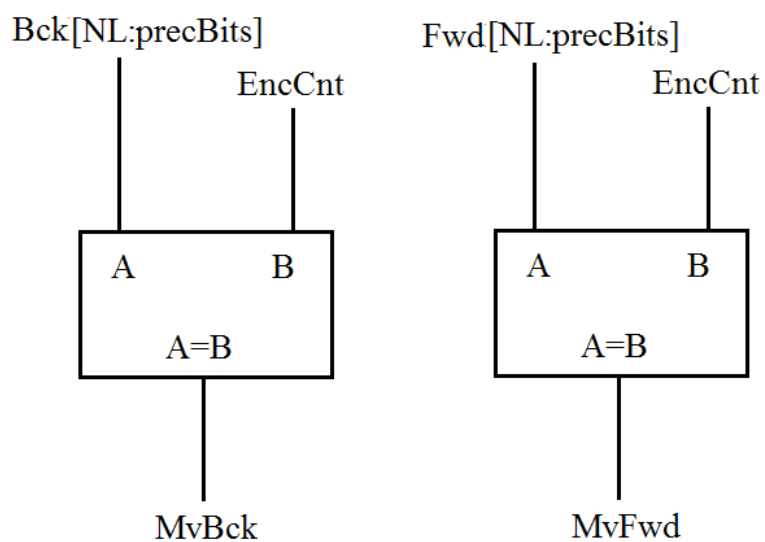 Bck[NL:precBits]
EncCnt
A
B
A=B
MvBck
Fwd[NL:precBits]
EncCnt
A
B
A=B
MvFwd